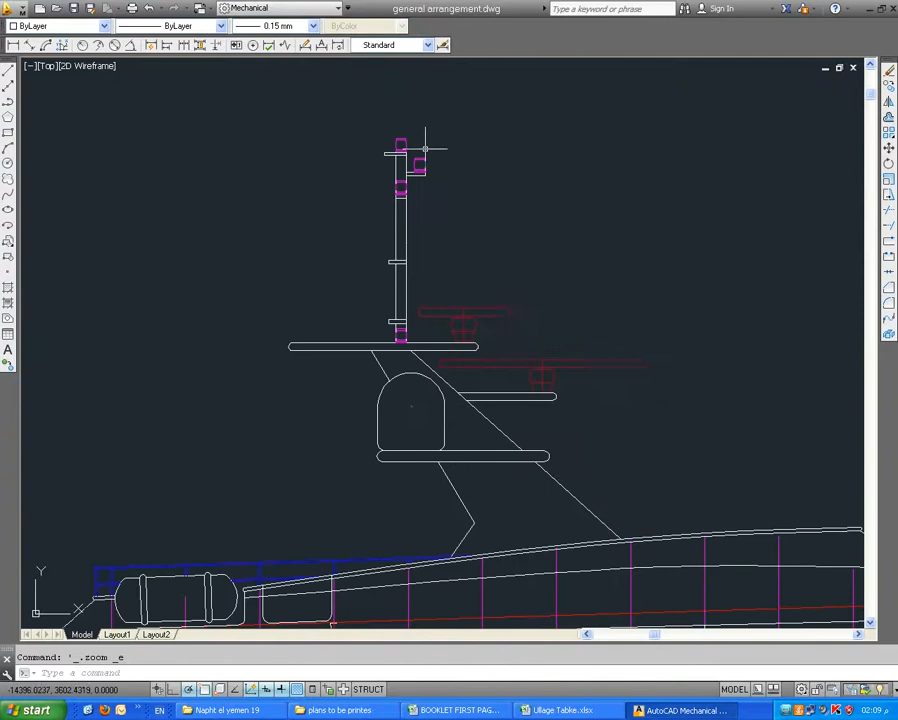 Mechanical
general arrangement.dwg
Type a keyword or phrase
Sign In
ByLayer
ByLayer
0.15 mm
ByColor
Standard
[−][Top][2D Wireframe]
Y
X
Model
Layout1
Layout2
Command: '_.zoom _e
Type a command
-14396.0237, 3602.4319, 0.0000
STRUCT
MODEL
start
EN
Napht el yemen 19
plans to be printes
BOOKLET FIRST PAG...
Ullage Tabke.xlsx
AutoCAD Mechanical ...
02:09 م